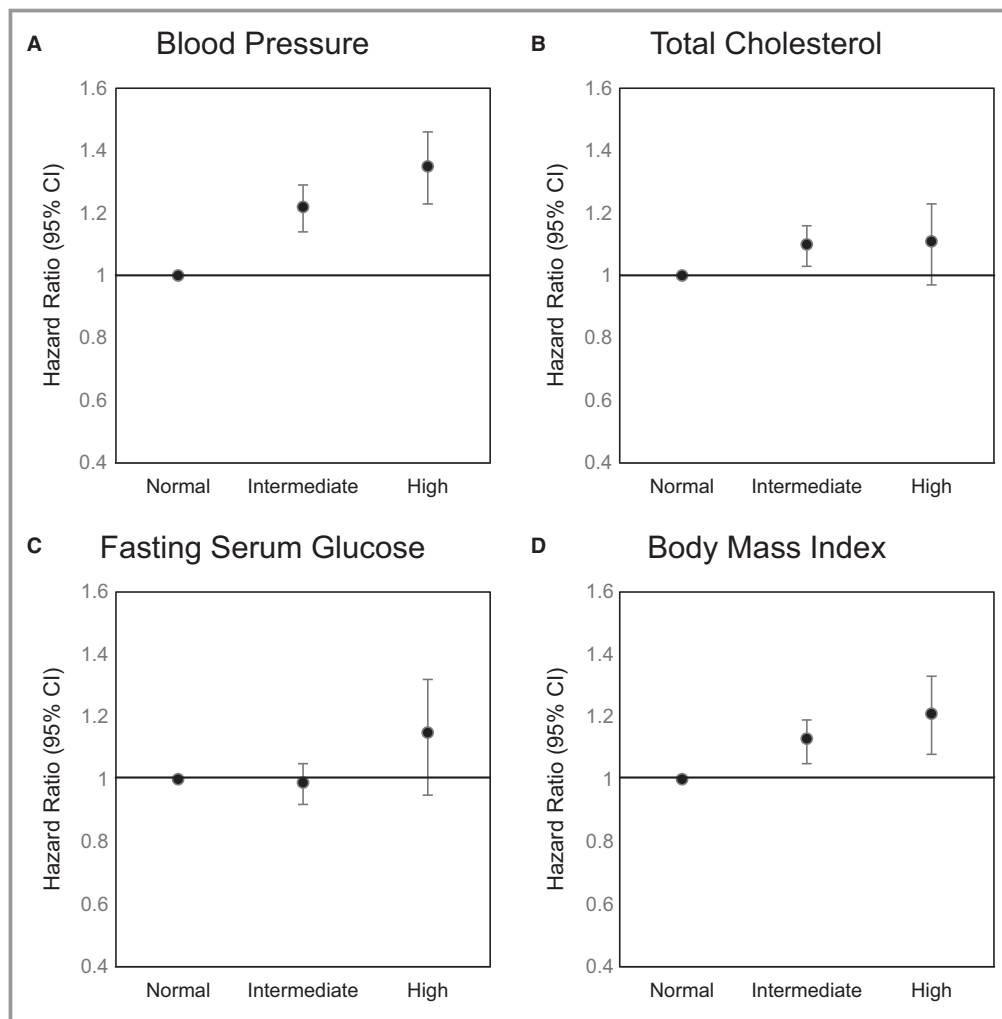 A Blood Pressure
Hazard Ratio (95% CI)
1.6
1.4
1.2
1
0.8
0.6
0.4
Normal Intermediate High
B Total Cholesterol
Hazard Ratio (95% CI)
1.6
1.4
1.2
1
0.8
0.6
0.4
Normal Intermediate High
C Fasting Serum Glucose
Hazard Ratio (95% CI)
1.6
1.4
1.2
1
0.8
0.6
0.4
Normal Intermediate High
D Body Mass Index
Hazard Ratio (95% CI)
1.6
1.4
1.2
1
0.8
0.6
0.4
Normal Intermediate High